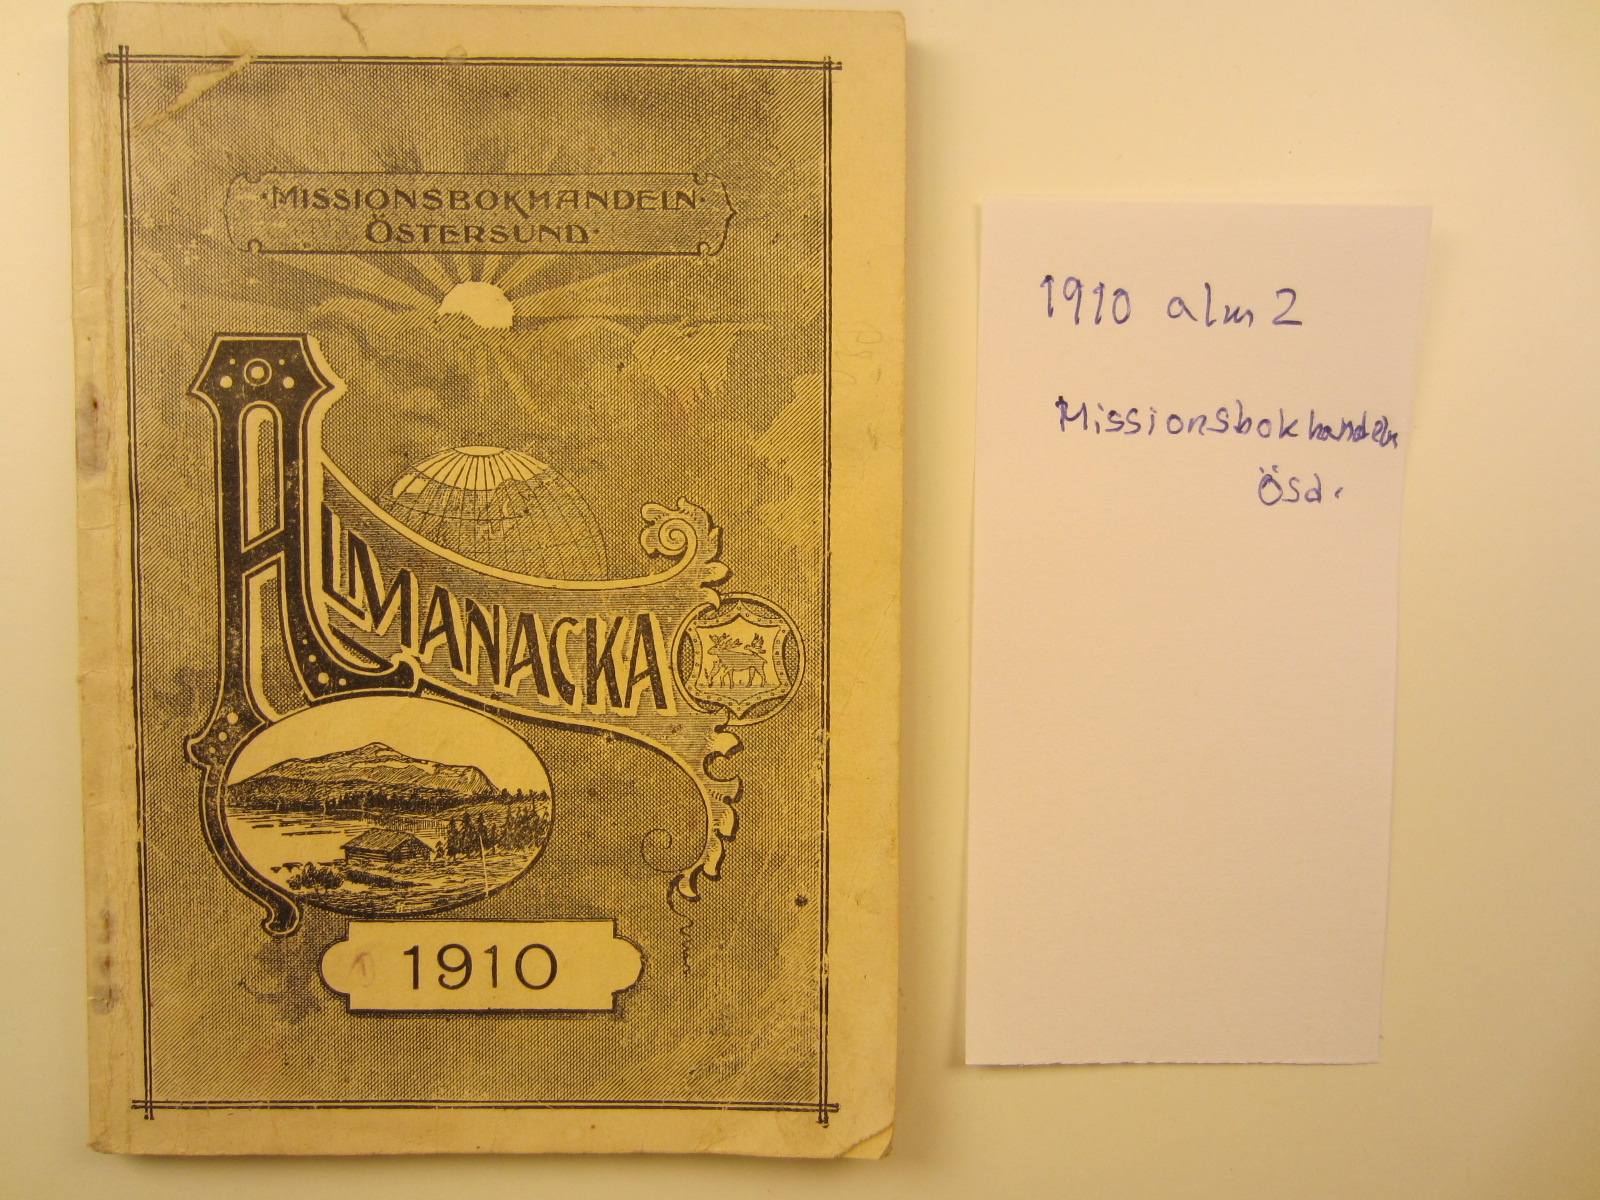 ·MISSIONSBOKHANDELN·
ÖSTERSUND·
ALMANACKA
1910
1910 alm 2
Missionsbokhandeln
Ösd.